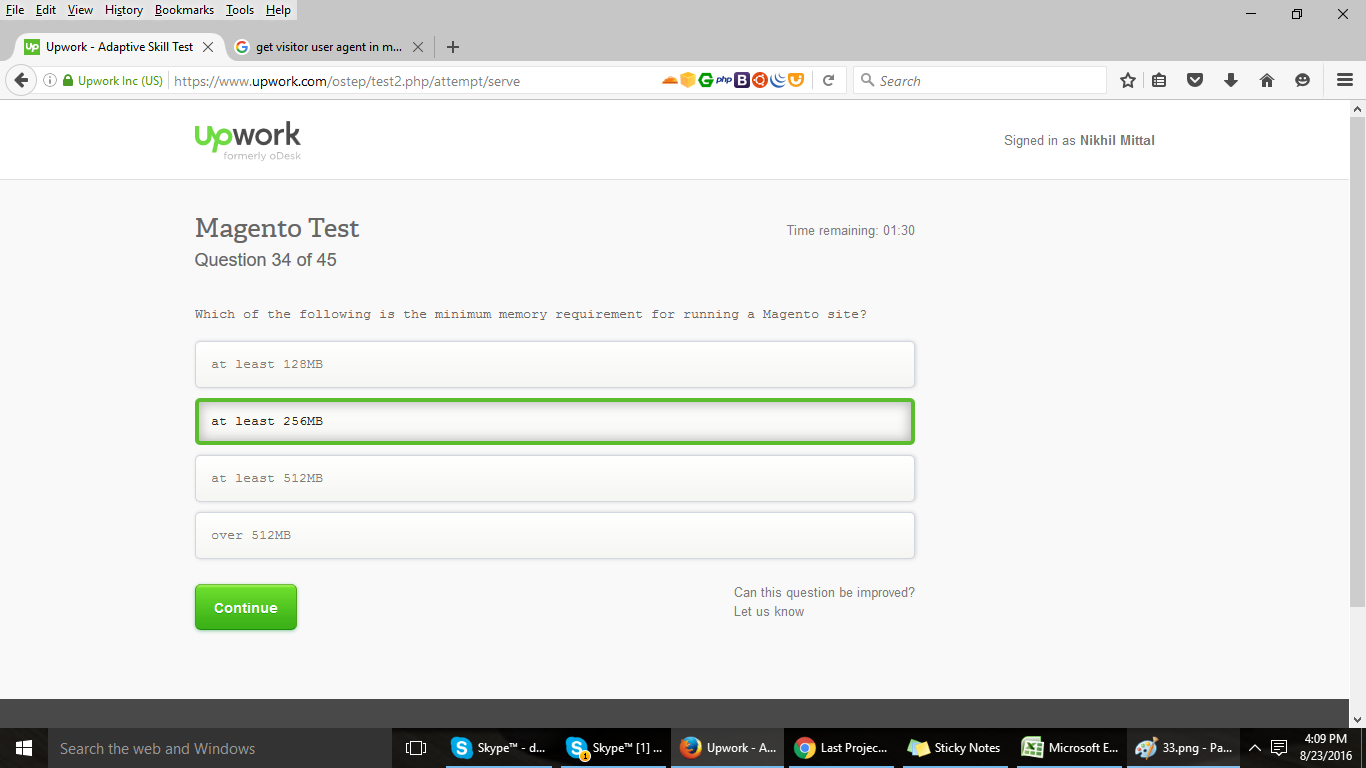 File Edit View History Bookmarks Tools Help
Up Upwork - Adaptive Skill Test
get visitor user agent in m...
Upwork Inc (US) https://www.upwork.com/ostep/test2.php/attempt/serve php B Search
upwork
formerly oDesk
Signed in as Nikhil Mittal
Magento Test
Time remaining: 01:30
Question 34 of 45
Which of the following is the minimum memory requirement for running a Magento site?
at least 128MB
at least 256MB
at least 512MB
over 512MB
Continue
Can this question be improved?
Let us know
Search the web and Windows
Skype™ - d...
Skype™ [1] ...
Upwork - A...
Last Projec...
Sticky Notes
Microsoft E...
33.png - Pa...
4:09 PM
8/23/2016